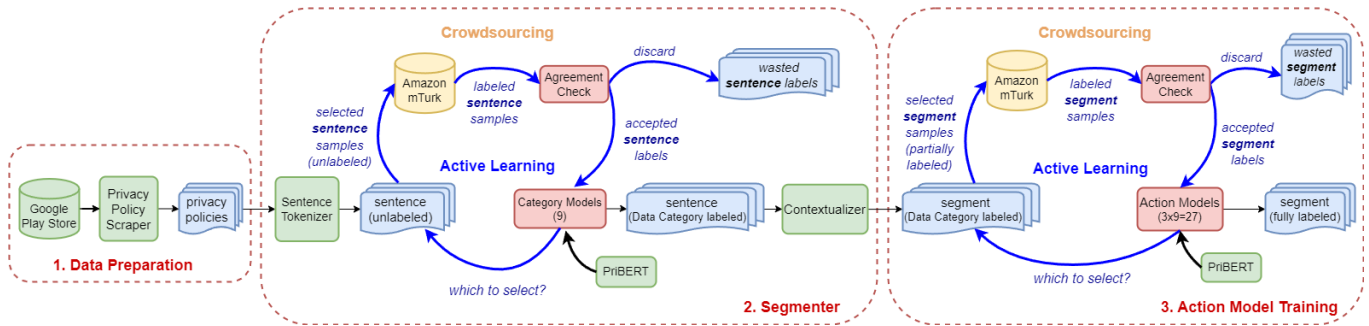 Google
Play Store
Privacy
Policy
Scraper
privacy
policies
1. Data Preparation
Crowdsourcing
Amazon
mTurk
labeled
sentence
samples
Agreement
Check
discard
wasted
sentence labels
selected
sentence
samples
(unlabeled)
accepted
sentence
labels
Active Learning
Sentence
Tokenizer
sentence
(unlabeled)
Category Models
(9)
sentence
(Data Category labeled)
Contextualizer
PriBERT
which to select?
2. Segmenter
Crowdsourcing
Amazon
mTurk
labeled
segment
samples
Agreement
Check
discard
wasted
segment
labels
selected
segment
samples
(partially
labeled)
accepted
segment
labels
Active Learning
segment
(Data Category labeled)
Action Models
(3x9=27)
segment
(fully labeled)
PriBERT
which to select?
3. Action Model Training